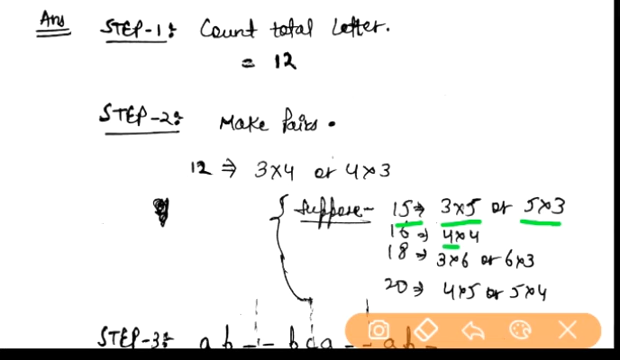 Ans STEP-1: Count total Letter.
= 12
STEP-2: Make Pairs.
12 ⇒ 3×4 or 4×3
Suppose- 15⇒ 3×5 or 5×3
16⇒ 4×4
18⇒ 3×6 or 6×3
20⇒ 4×5 or 5×4
STEP-3: a b _ _ b c a _ _ a b _